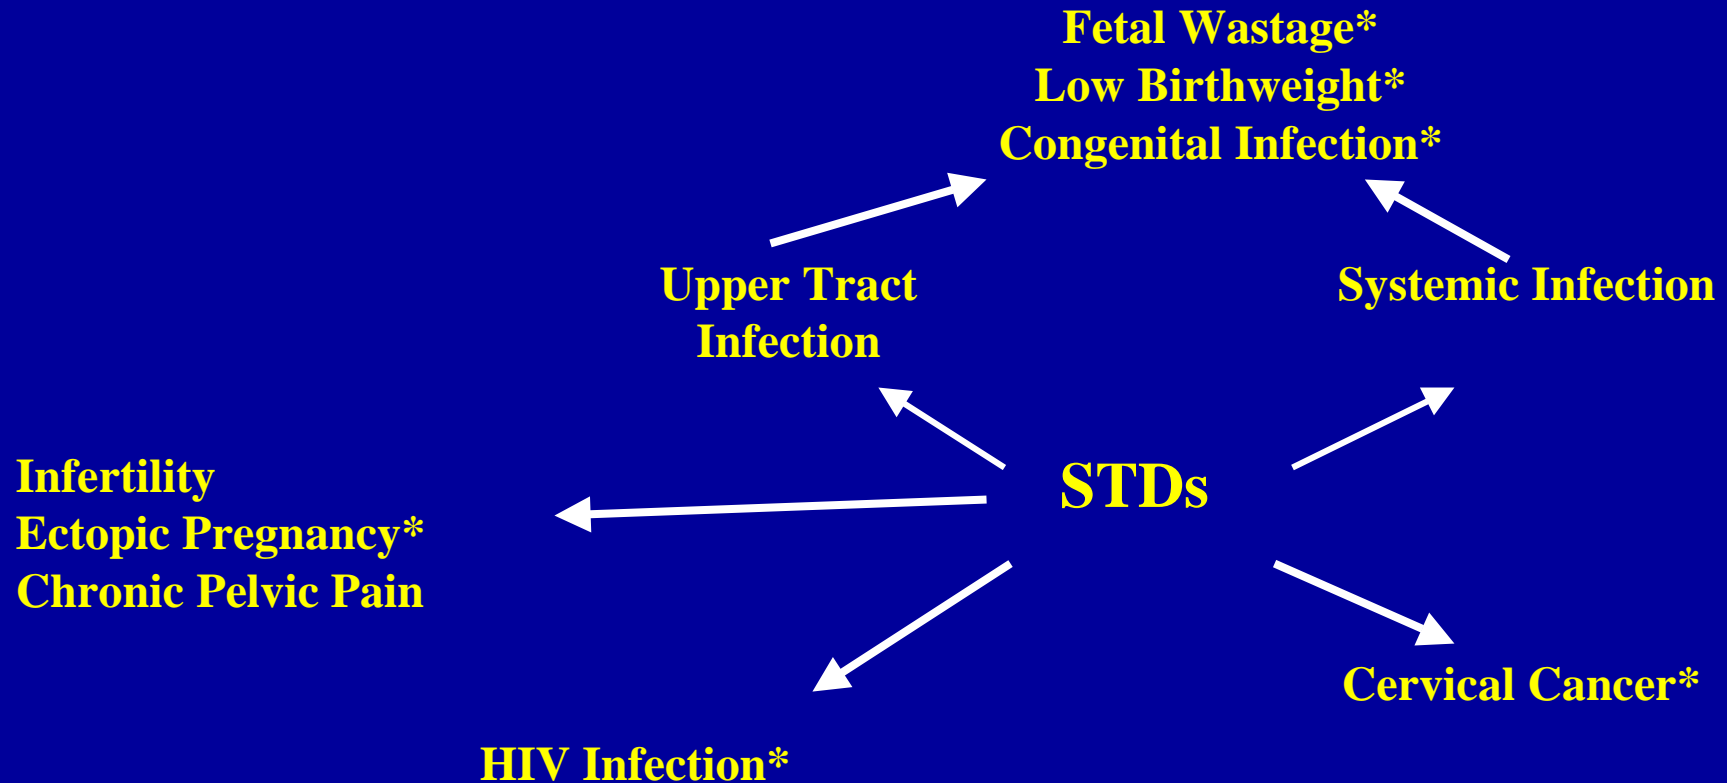 Fetal Wastage*
Low Birthweight*
Congenital Infection*
Upper Tract
Infection
Systemic Infection
STDs
Infertility
Ectopic Pregnancy*
Chronic Pelvic Pain
Cervical Cancer*
HIV Infection*